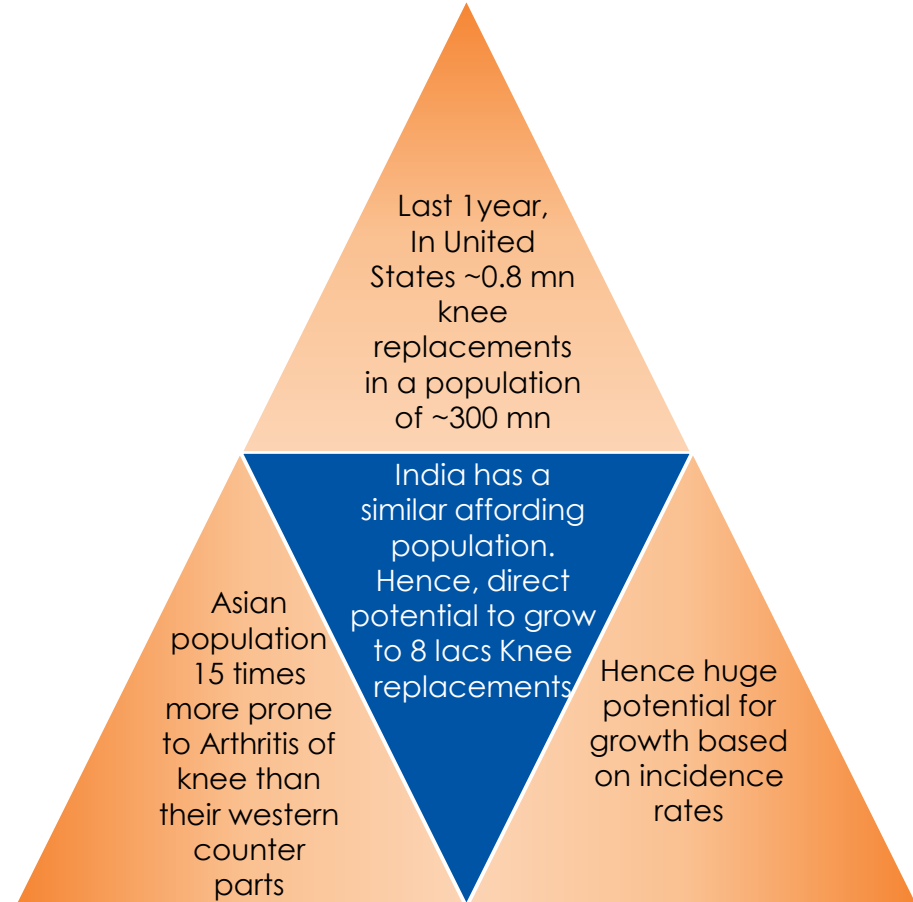 Last 1year,
In United
States ~0.8 mn
knee
replacements
in a population
of ~300 mn
India has a
similar affording
population.
Hence, direct
potential to grow
to 8 lacs Knee
replacements
Asian
population
15 times
more prone
to Arthritis of
knee than
their western
counter
parts
Hence huge
potential for
growth based
on incidence
rates